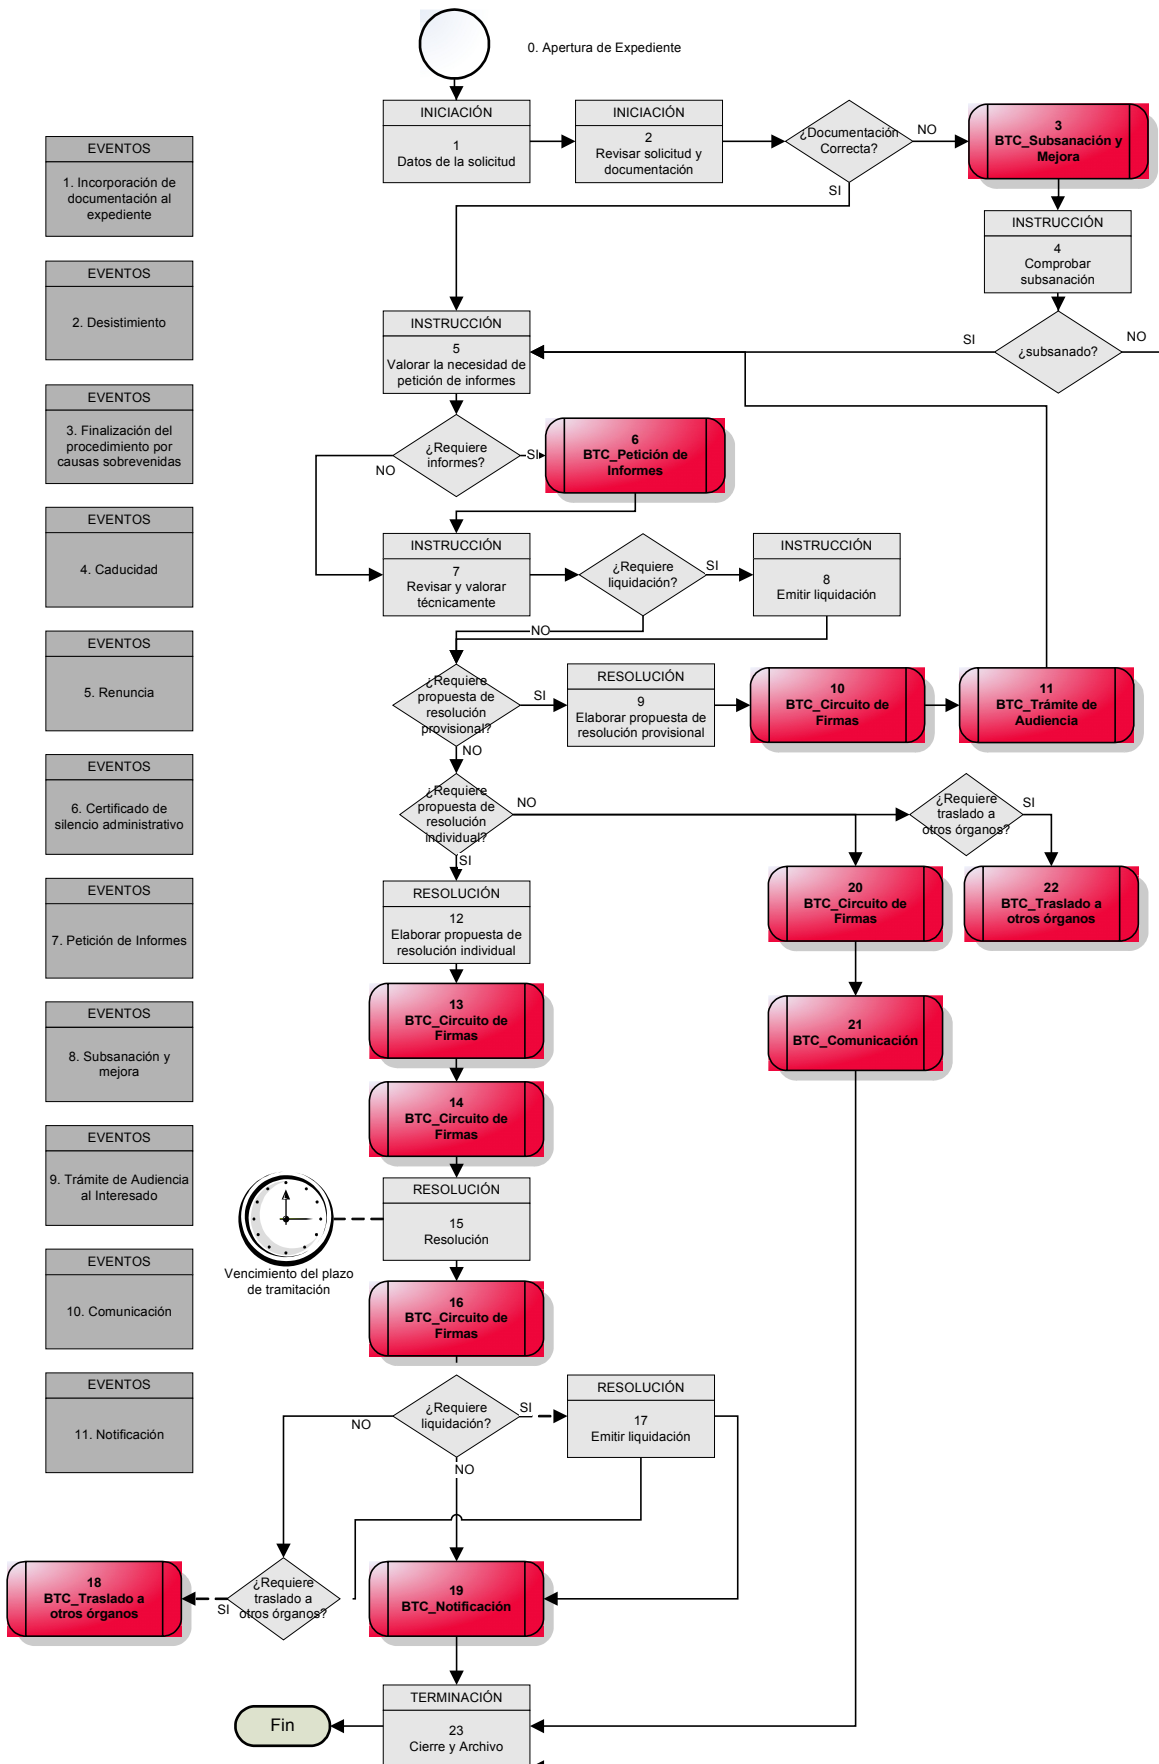 0. Apertura de Expediente
INICIACIÓN
1
Datos de la solicitud
INICIACIÓN
2
Revisar solicitud y
documentación
¿Documentación
Correcta?
NO
SI
3
BTC_Subsanación y
Mejora
INSTRUCCIÓN
4
Comprobar
subsanación
¿subsanado?
SI
NO
INSTRUCCIÓN
5
Valorar la necesidad de
petición de informes
¿Requiere
informes?
SI
NO
6
BTC_Petición de
Informes
INSTRUCCIÓN
7
Revisar y valorar
técnicamente
¿Requiere
liquidación?
SI
NO
INSTRUCCIÓN
8
Emitir liquidación
¿Requiere
propuesta de
resolución
provisional?
SI
NO
RESOLUCIÓN
9
Elaborar propuesta de
resolución provisional
10
BTC_Circuito de
Firmas
11
BTC_Trámite de
Audiencia
¿Requiere
propuesta de
resolución
individual?
NO
SI
¿Requiere
traslado a
otros órganos?
SI
RESOLUCIÓN
12
Elaborar propuesta de
resolución individual
20
BTC_Circuito de
Firmas
22
BTC_Traslado a
otros órganos
13
BTC_Circuito de
Firmas
21
BTC_Comunicación
14
BTC_Circuito de
Firmas
RESOLUCIÓN
15
Resolución
Vencimiento del plazo
de tramitación
16
BTC_Circuito de
Firmas
¿Requiere
liquidación?
SI
NO
NO
RESOLUCIÓN
17
Emitir liquidación
18
BTC_Traslado a
otros órganos
SI
¿Requiere
traslado a
otros órganos?
19
BTC_Notificación
TERMINACIÓN
23
Cierre y Archivo
Fin
EVENTOS
1. Incorporación de
documentación al
expediente
EVENTOS
2. Desistimiento
EVENTOS
3. Finalización del
procedimiento por
causas sobrevenidas
EVENTOS
4. Caducidad
EVENTOS
5. Renuncia
EVENTOS
6. Certificado de
silencio administrativo
EVENTOS
7. Petición de Informes
EVENTOS
8. Subsanación y
mejora
EVENTOS
9. Trámite de Audiencia
al Interesado
EVENTOS
10. Comunicación
EVENTOS
11. Notificación